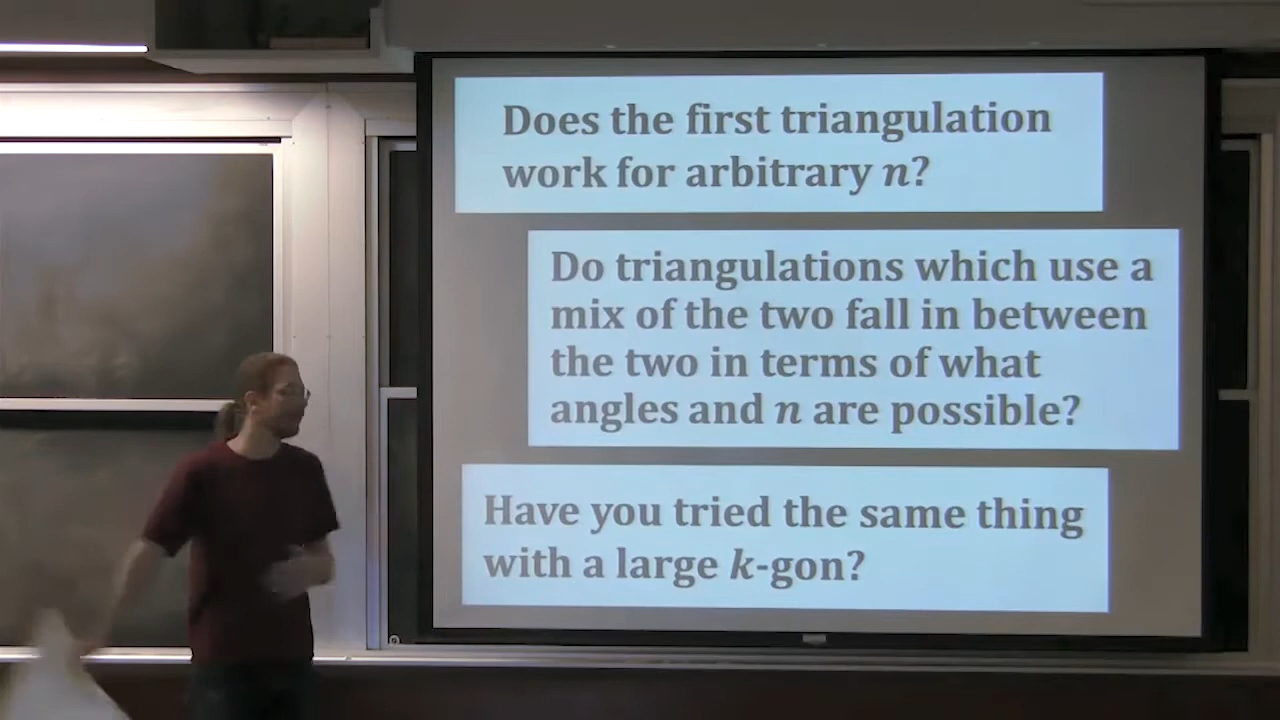 Does the first triangulation
work for arbitrary n?
Do triangulations which use a
mix of the two fall in between
the two in terms of what
angles and n are possible?
Have you tried the same thing
with a large k-gon?